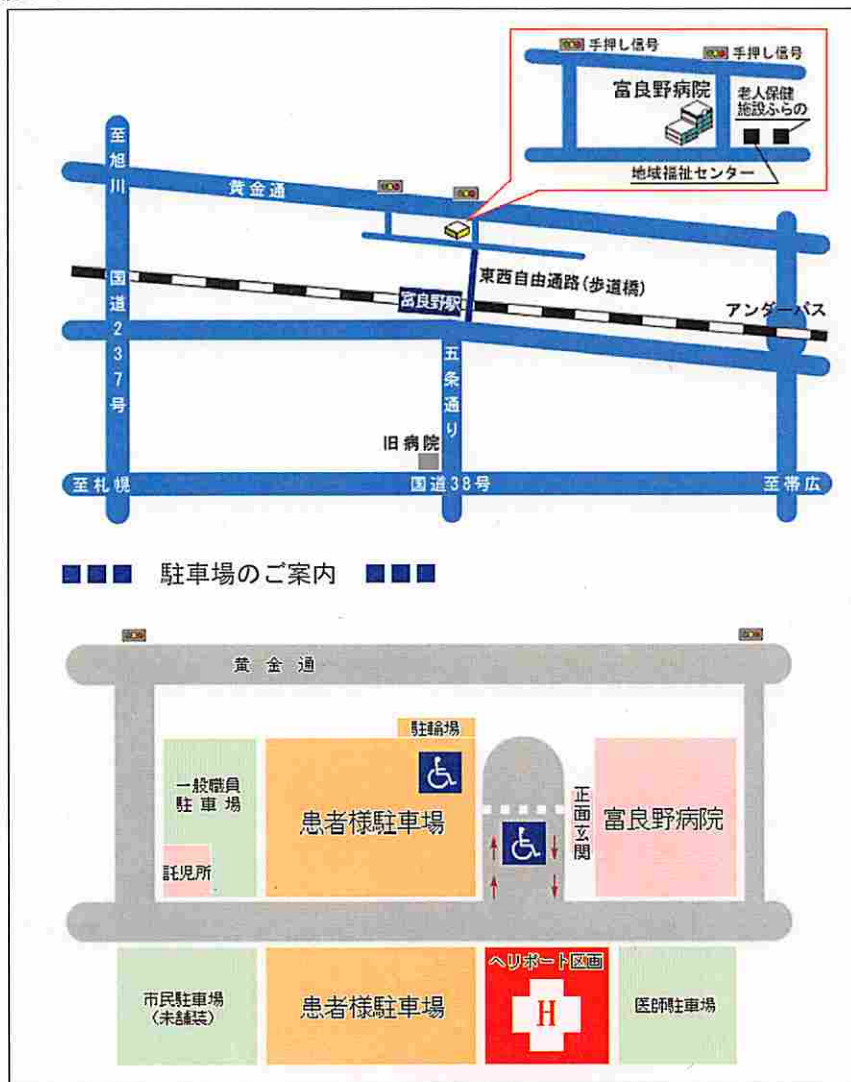 手押し信号
手押し信号
富良野病院
老人保健
施設ふらの
地域福祉センター
至旭川
黄金通
国道237号
東西自由通路(歩道橋)
富良野駅
アンダーパス
五条通り
旧病院
至札幌
国道38号
至帯広
駐車場のご案内
黄金通
駐輪場
一般職員
駐車場
患者様駐車場
正面玄関
富良野病院
託児所
ヘリポート区画
市民駐車場
(未舗装)
患者様駐車場
H
医師駐車場